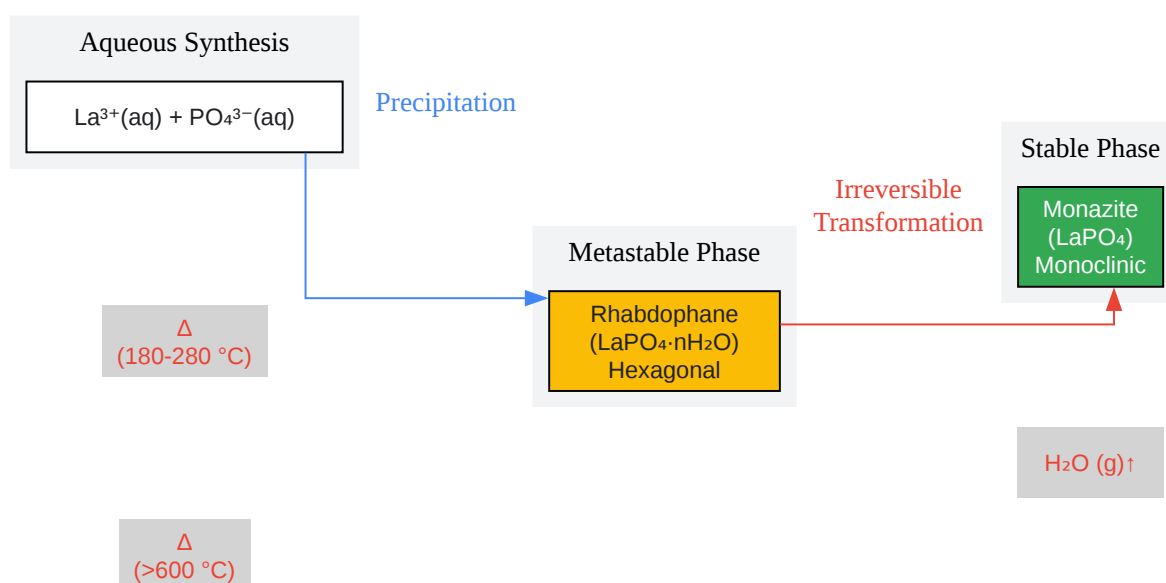 Aqueous Synthesis
La³⁺(aq) + PO₄³⁻(aq)
Precipitation
Stable Phase
Monazite
(LaPO₄)
Monoclinic
Irreversible
Transformation
Metastable Phase
Rhabdophane
(LaPO₄·nH₂O)
Hexagonal
Δ
(180-280 °C)
H₂O (g)↑
Δ
(>600 °C)